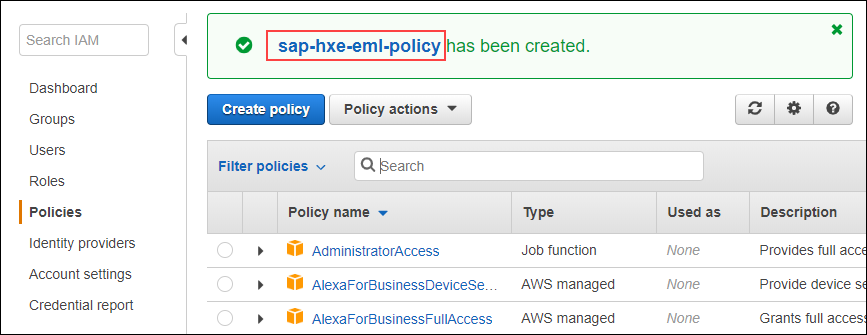 Search IAM
sap-hxe-eml-policy has been created.
Dashboard
Groups
Users
Roles
Policies
Identity providers
Account settings
Credential report
Create policy
Policy actions
Filter policies
Search
Policy name Type Used as Description
AdministratorAccess Job function None Provides full acce
AlexaForBusinessDeviceSe... AWS managed None Provide device se
AlexaForBusinessFullAccess AWS managed None Grants full access